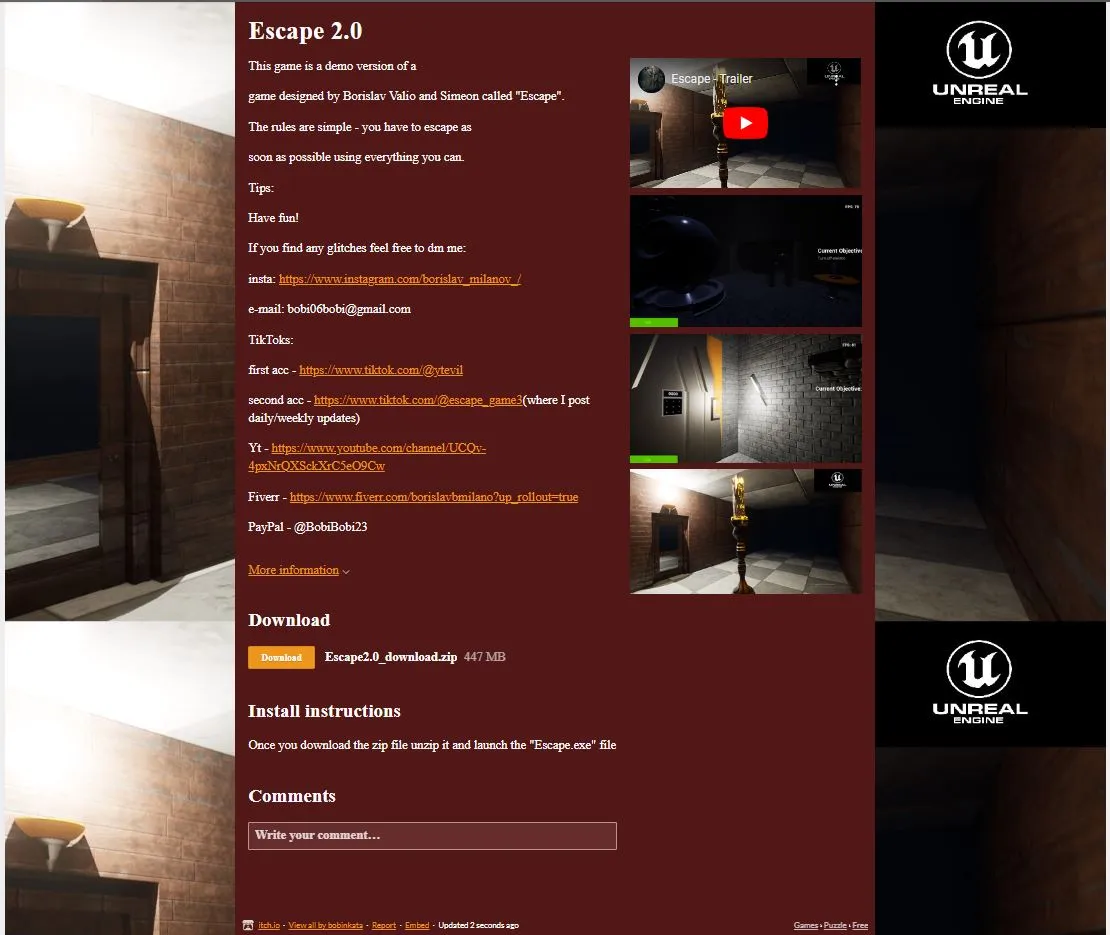 Escape 2.0
This game is a demo version of a
game designed by Borislav Valio and Simeon called "Escape".
The rules are simple - you have to escape as
soon as possible using everything you can.
Tips:
Have fun!
If you find any glitches feel free to dm me:
insta: https://www.instagram.com/borislav_milanov_/
e-mail: bobi06bobi@gmail.com
TikToks:
first acc - https://www.tiktok.com/@ytevil
second acc - https://www.tiktok.com/@escape_game3(where I post
daily/weekly updates)
Yt - https://www.youtube.com/channel/UCQv-
4pxNrQXSckXrC5eO9Cw
Fiverr - https://www.fiverr.com/borislavbmilano?up_rollout=true
PayPal - @BobiBobi23
More information
Download
Download Escape2.0_download.zip 447 MB
Install instructions
Once you download the zip file unzip it and launch the "Escape.exe" file
Comments
Write your comment…
itch.io · View all by bobinkata · Report · Embed · Updated 2 seconds ago
Games › Puzzle › Free
Escape - Trailer
Current Objective
Current Objective:
UNREAL
ENGINE
UNREAL
ENGINE